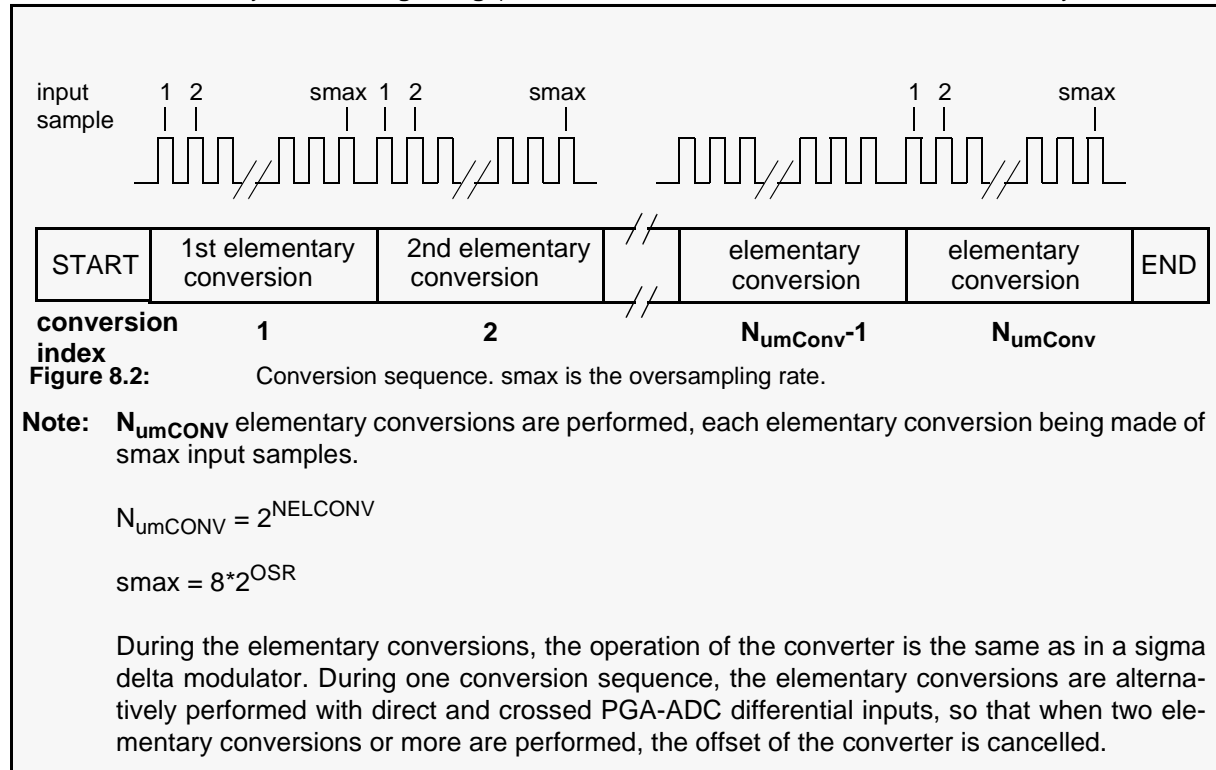 input 1 2 smax 1 2 smax 1 2 smax
sample
START 1st elementary conversion 2nd elementary conversion elementary conversion elementary conversion END
conversion index 1 2 NumConv-1 NumConv
Figure 8.2: Conversion sequence. smax is the oversampling rate.
Note: NumCONV elementary conversions are performed, each elementary conversion being made of
smax input samples.
NumCONV = 2^NELCONV
smax = 8*2^OSR
During the elementary conversions, the operation of the converter is the same as in a sigma
delta modulator. During one conversion sequence, the elementary conversions are alterna-
tively performed with direct and crossed PGA-ADC differential inputs, so that when two ele-
mentary conversions or more are performed, the offset of the converter is cancelled.